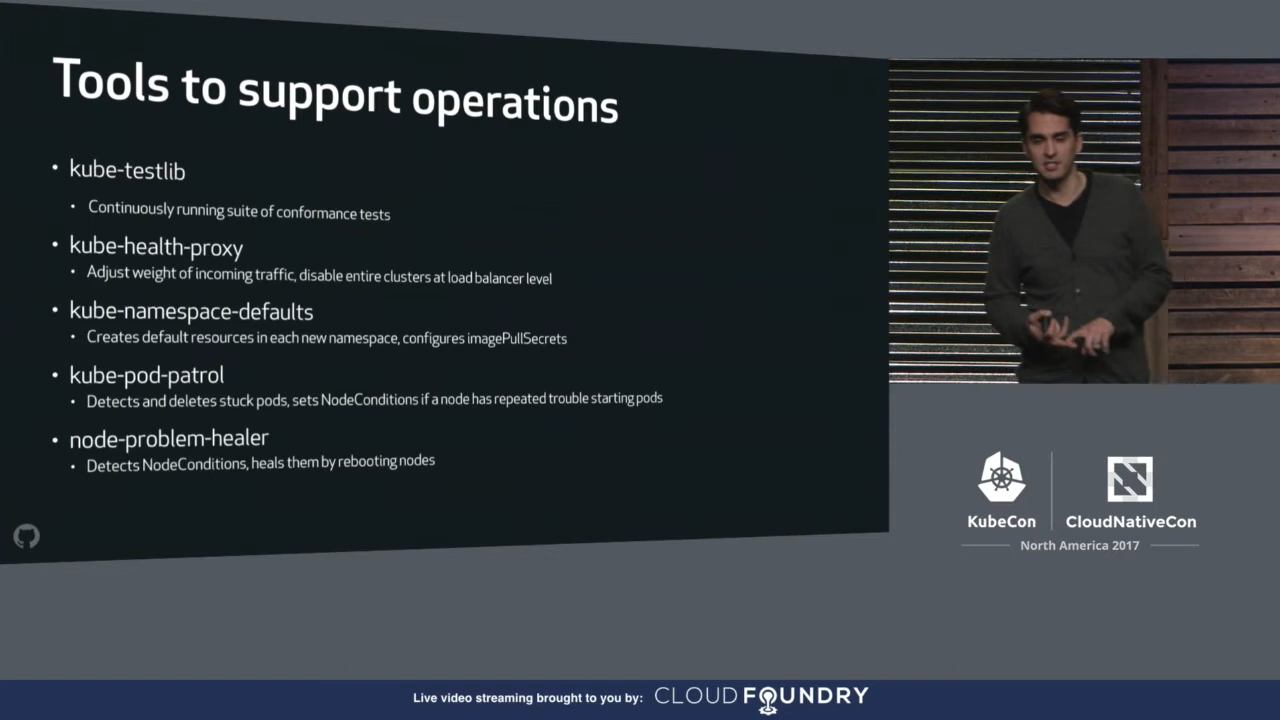 Tools to support operations
• kube-testlib
• Continuously running suite of conformance tests
• kube-health-proxy
• Adjust weight of incoming traffic, disable entire clusters at load balancer level
• kube-namespace-defaults
• Creates default resources in each new namespace, configures imagePullSecrets
• kube-pod-patrol
• Detects and deletes stuck pods, sets NodeConditions if a node has repeated trouble starting pods
• node-problem-healer
• Detects NodeConditions, heals them by rebooting nodes
KubeCon
CloudNativeCon
North America 2017
Live video streaming brought to you by: CLOUD FOUNDRY